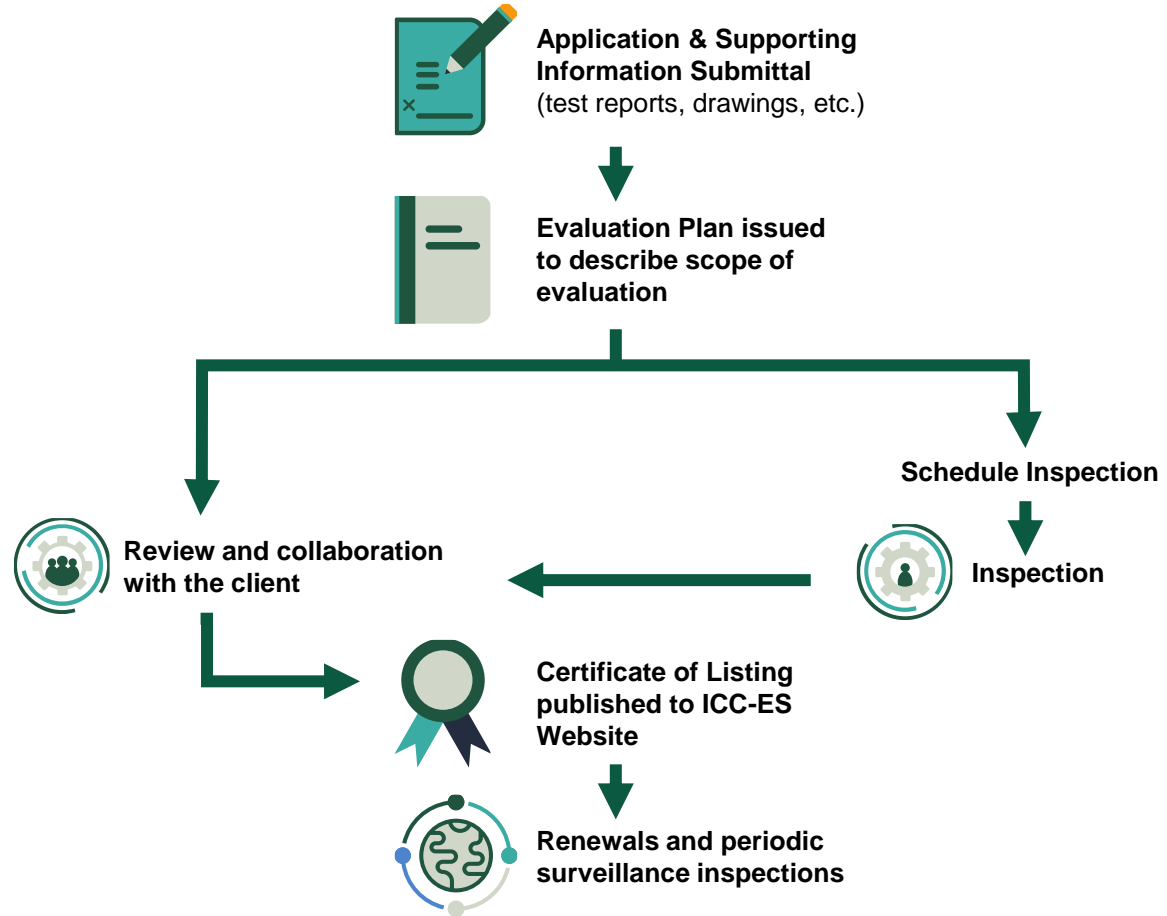 Application & Supporting
Information Submittal
(test reports, drawings, etc.)
Evaluation Plan issued
to describe scope of
evaluation
Schedule Inspection
Review and collaboration
with the client
Inspection
Certificate of Listing
published to ICC-ES
Website
Renewals and periodic
surveillance inspections